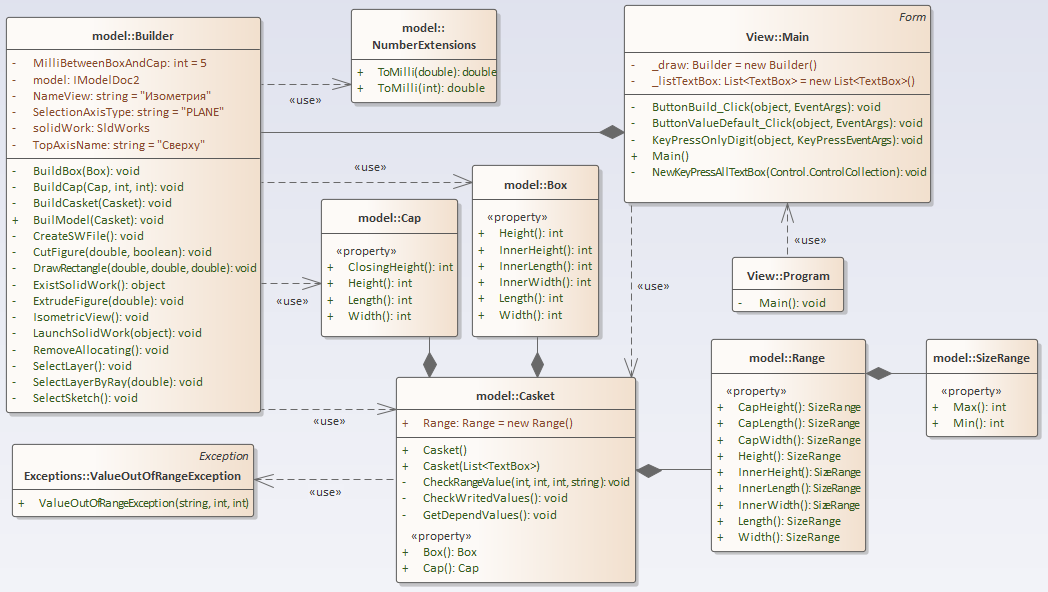 model::Builder
- MilliBetweenBoxAndCap: int = 5
- model: IModelDoc2
- NameView: string = "Изометрия"
- SelectionAxisType: string = "PLANE"
- solidWork: SldWorks
- TopAxisName: string = "Сверху"
- BuildBox(Box): void
- BuildCap(Cap, int, int): void
- BuildCasket(Casket): void
+ BuilModel(Casket): void
- CreateSWFile(): void
- CutFigure(double, boolean): void
- DrawRectangle(double, double, double): void
- ExistSolidWork(): object
- ExtrudeFigure(double): void
- IsometricView(): void
- LaunchSolidWork(object): void
- RemoveAllocating(): void
- SelectLayer(): void
- SelectLayerByRay(double): void
- SelectSketch(): void
model::
NumberExtensions
+ ToMilli(double): double
+ ToMilli(int): double
«use»
Form
View::Main
- _draw: Builder = new Builder()
- _listTextBox: List<TextBox> = new List<TextBox>()
- ButtonBuild_Click(object, EventArgs): void
- ButtonValueDefault_Click(object, EventArgs): void
- KeyPressOnlyDigit(object, KeyPressEventArgs): void
+ Main()
- NewKeyPressAllTextBox(Control.ControlCollection): void
«use»
model::Box
«property»
+ Height(): int
+ InnerHeight(): int
+ InnerLength(): int
+ InnerWidth(): int
+ Length(): int
+ Width(): int
model::Cap
«property»
+ ClosingHeight(): int
+ Height(): int
+ Length(): int
+ Width(): int
«use»
«use»
«use»
View::Program
- Main(): void
model::Range
«property»
+ CapHeight(): SizeRange
+ CapLength(): SizeRange
+ CapWidth(): SizeRange
+ Height(): SizeRange
+ InnerHeight(): SizeRange
+ InnerLength(): SizeRange
+ InnerWidth(): SizeRange
+ Length(): SizeRange
+ Width(): SizeRange
model::SizeRange
«property»
+ Max(): int
+ Min(): int
model::Casket
+ Range: Range = new Range()
+ Casket()
+ Casket(List<TextBox>)
- CheckRangeValue(int, int, int, string): void
- CheckWritedValues(): void
- GetDependValues(): void
«property»
+ Box(): Box
+ Cap(): Cap
«use»
Exception
Exceptions::ValueOutOfRangeException
+ ValueOutOfRangeException(string, int, int)
«use»